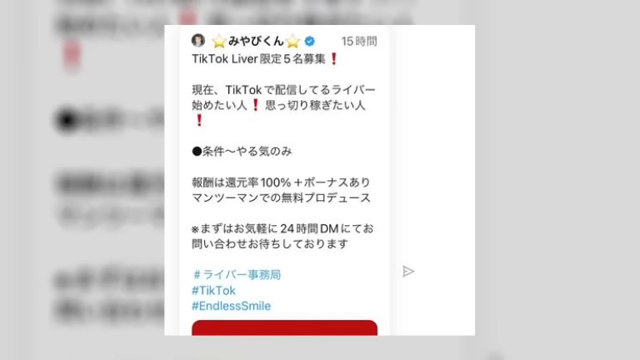 ⭐みやびくん⭐ 15時間
TikTok Liver限定5名募集❗
現在、TikTokで配信してるライバー
始めたい人❗思っ切り稼ぎたい人
❗
●条件〜やる気のみ
報酬は還元率100%+ボーナスあり
マンツーマンでの無料プロデュース
※まずはお気軽に24時間DMにてお
問い合わせお待ちしております
#ライバー事務局
#TikTok
#EndlessSmile